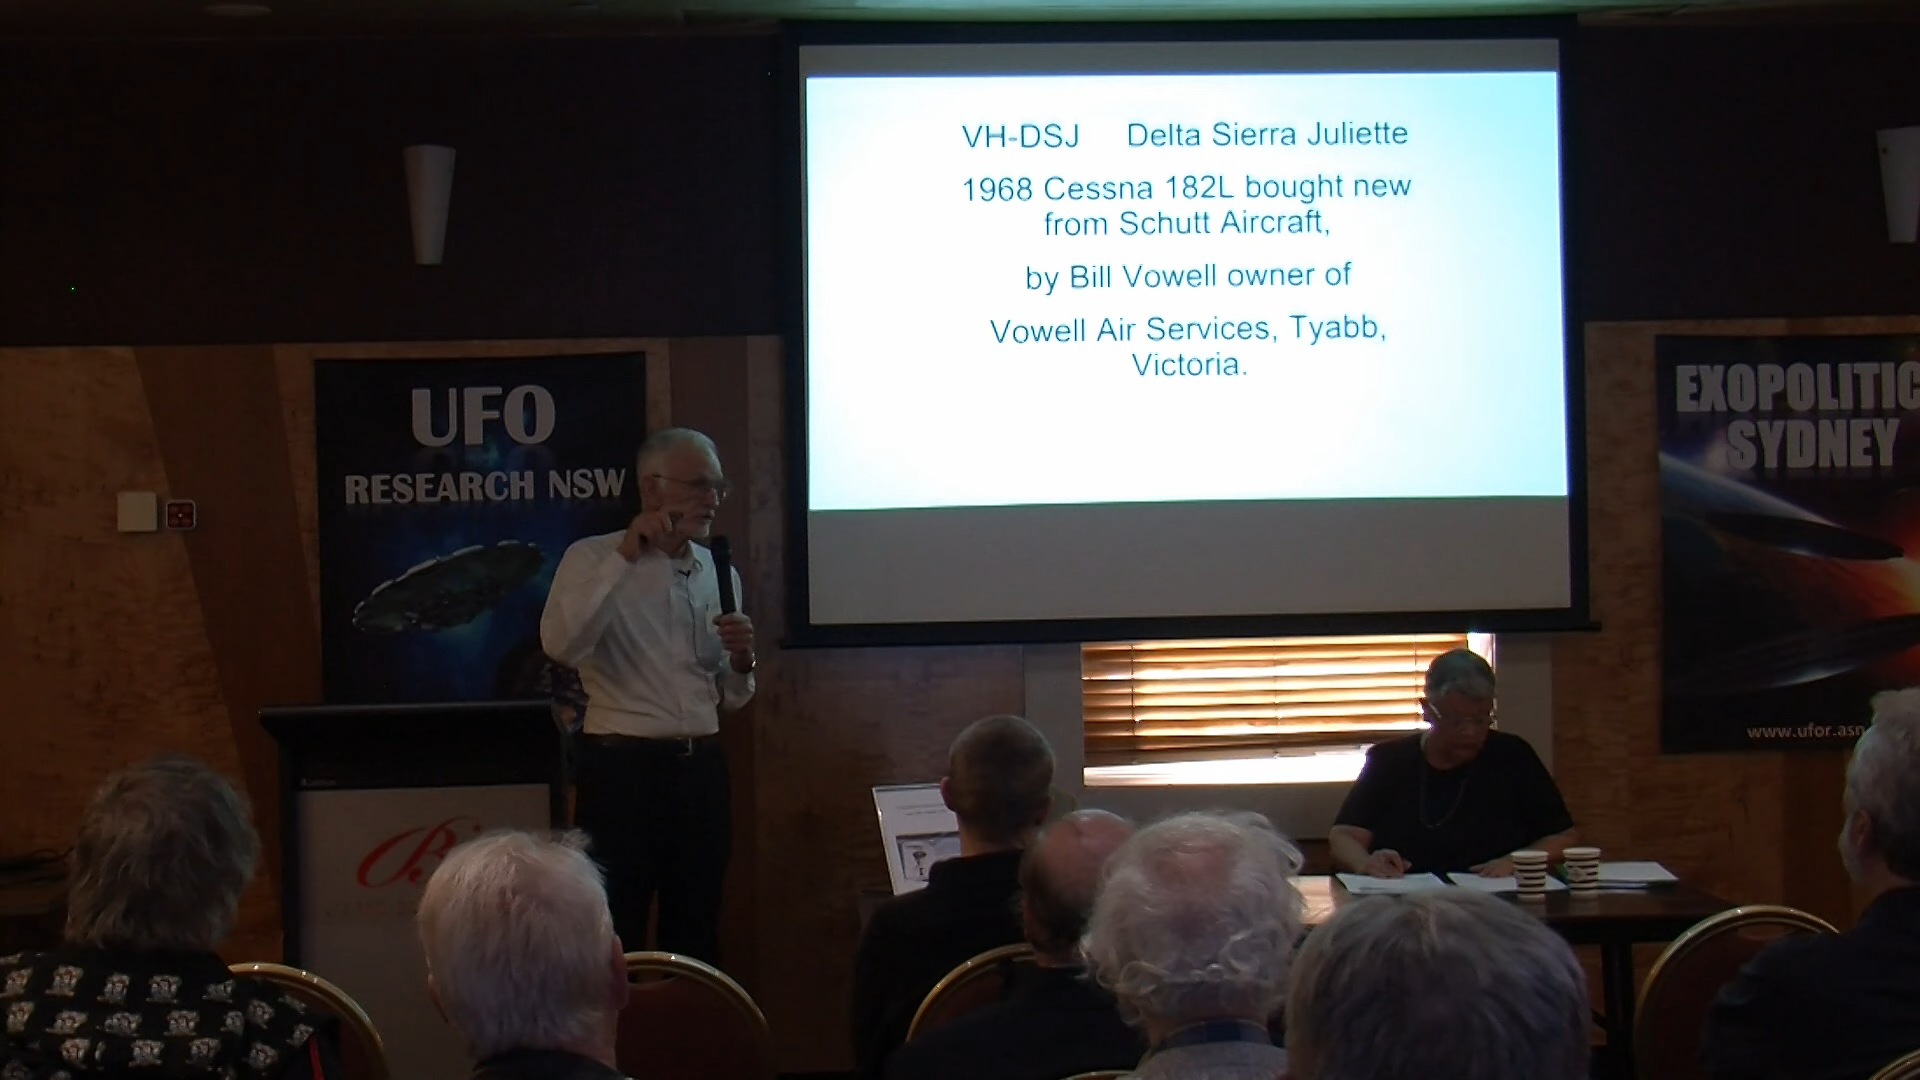 VH-DSJ Delta Sierra Juliette
1968 Cessna 182L bought new
from Schutt Aircraft,
by Bill Vowell owner of
Vowell Air Services, Tyabb,
Victoria.
UFO
RESEARCH NSW
EXOPOLITIC
SYDNEY
www.ufor.asn